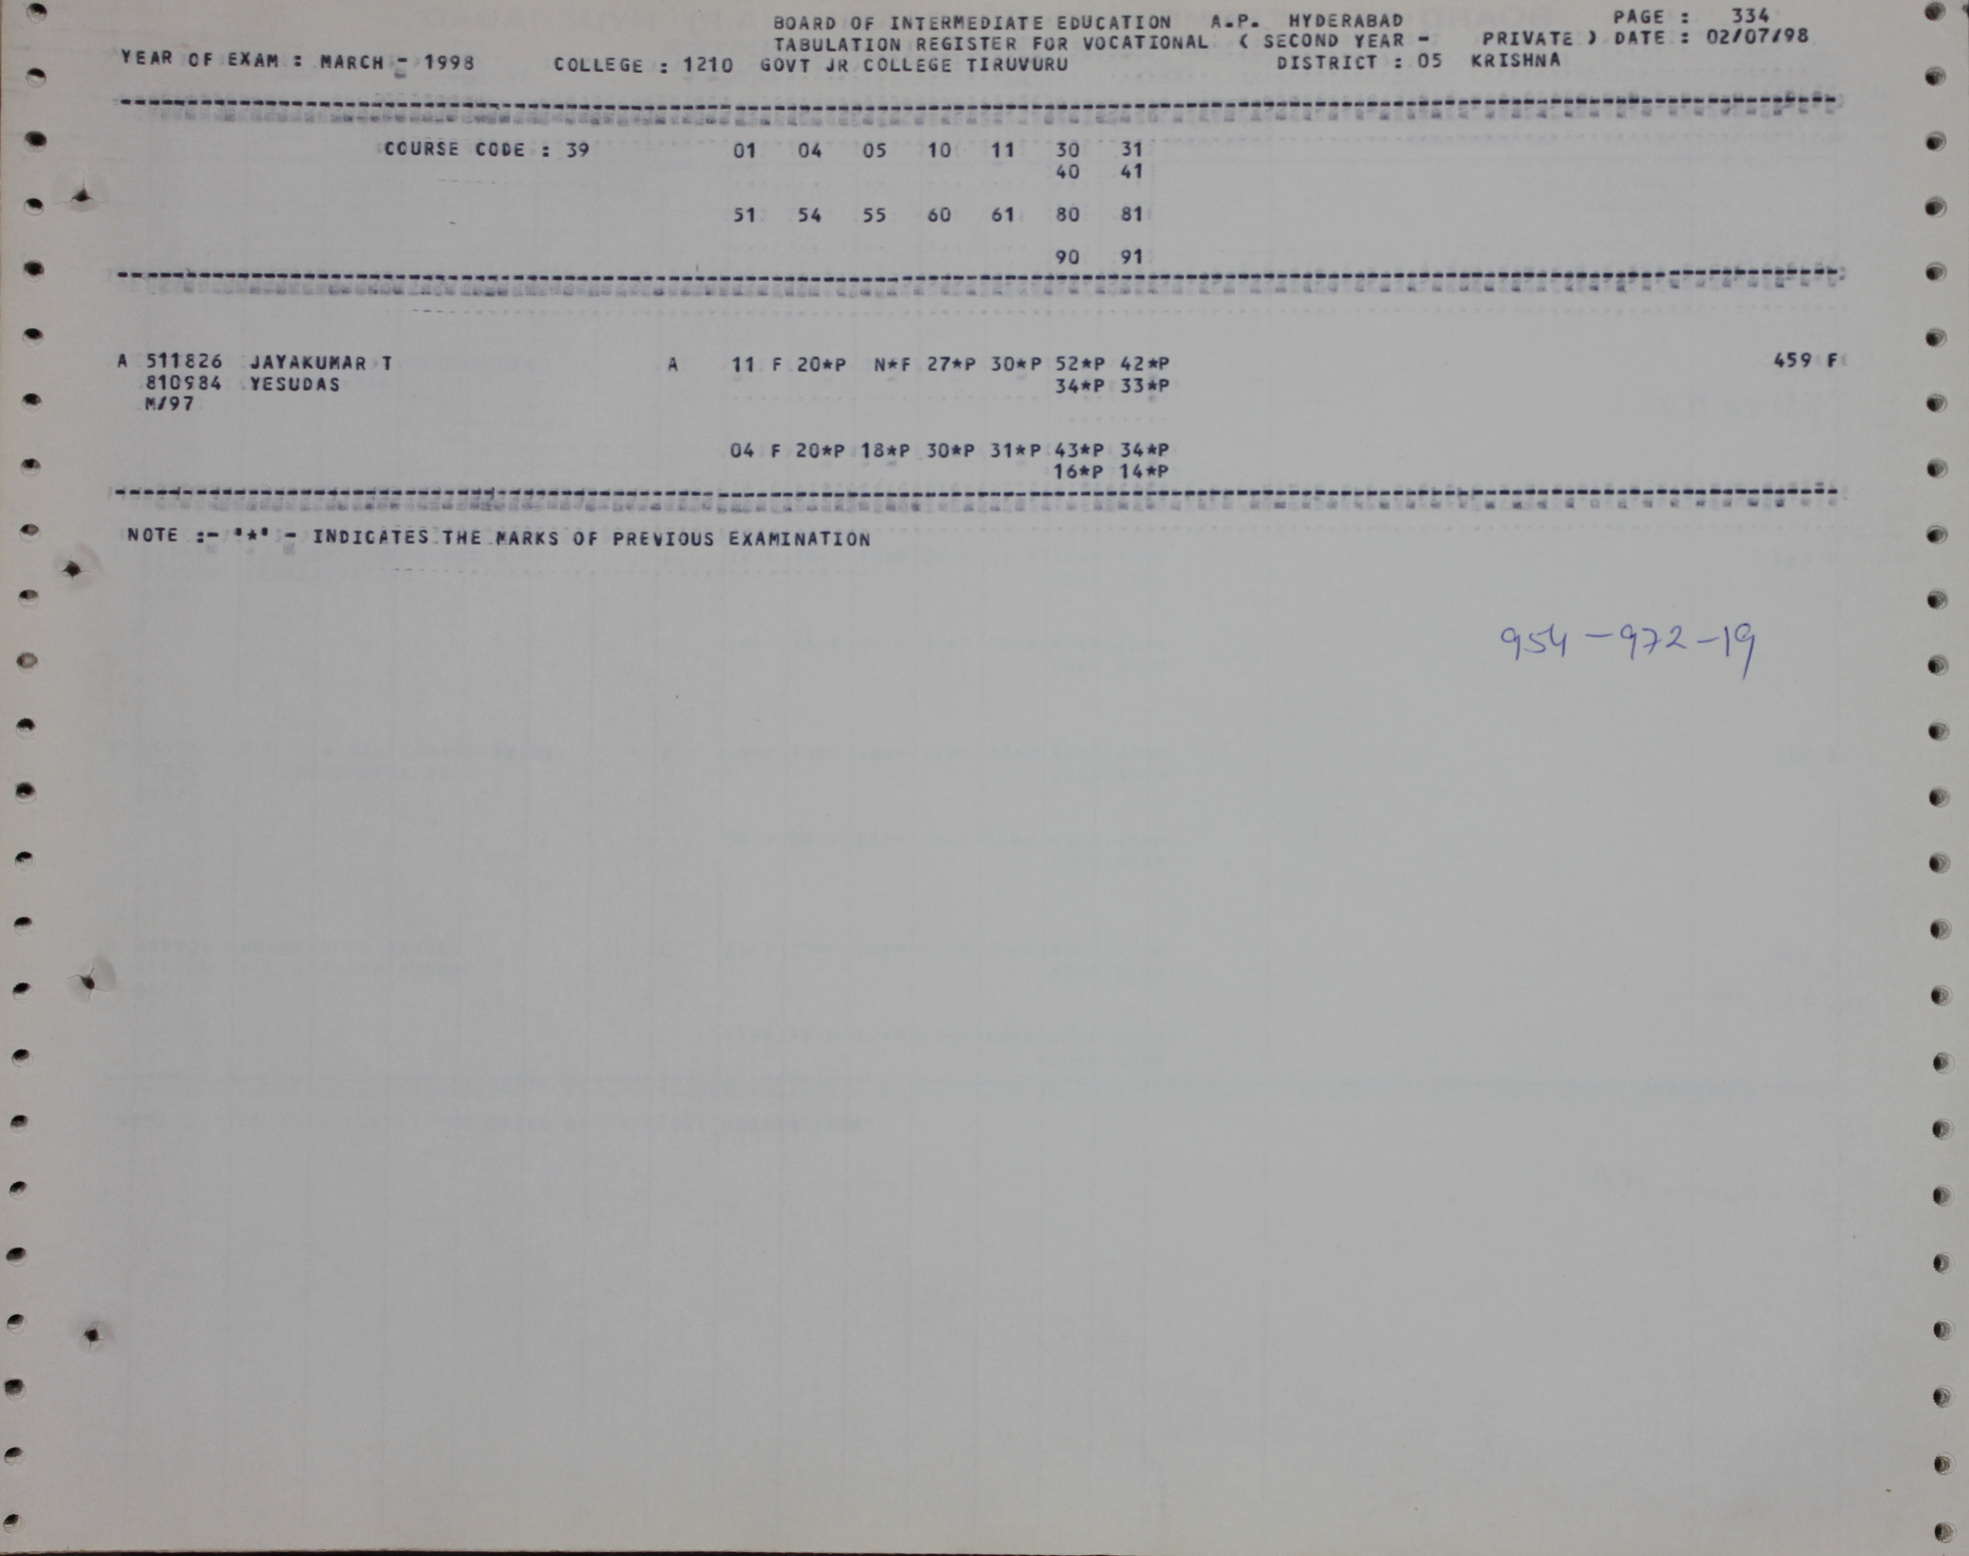 BOARD OF INTERMEDIATE EDUCATION A.P. HYDERABAD PAGE : 334
TABULATION REGISTER FOR VOCATIONAL ( SECOND YEAR - PRIVATE ) DATE : 02/07/98
YEAR OF EXAM : MARCH - 1998 COLLEGE : 1210 GOVT JR COLLEGE TIRUVURU DISTRICT : 05 KRISHNA
COURSE CODE : 39 01 04 05 10 11 30 31
40 41
51 54 55 60 61 80 81
90 91
A 511826 JAYAKUMAR T A 11 F 20*P N*F 27*P 30*P 52*P 42*P 459 F
810984 YESUDAS 34*P 33*P
M/97
04 F 20*P 18*P 30*P 31*P 43*P 34*P
16*P 14*P
NOTE :- '*' - INDICATES THE MARKS OF PREVIOUS EXAMINATION
954-972-19